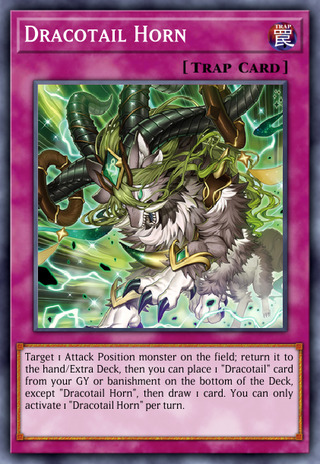 Dracotail Horn
TRAP
罠
[Trap Card]
Target 1 Attack Position monster on the field; return it to
the hand/Extra Deck, then you can place 1 "Dracotail" card
from your GY or banishment on the bottom of the Deck,
except "Dracotail Horn", then draw 1 card. You can only
activate 1 "Dracotail Horn" per turn.